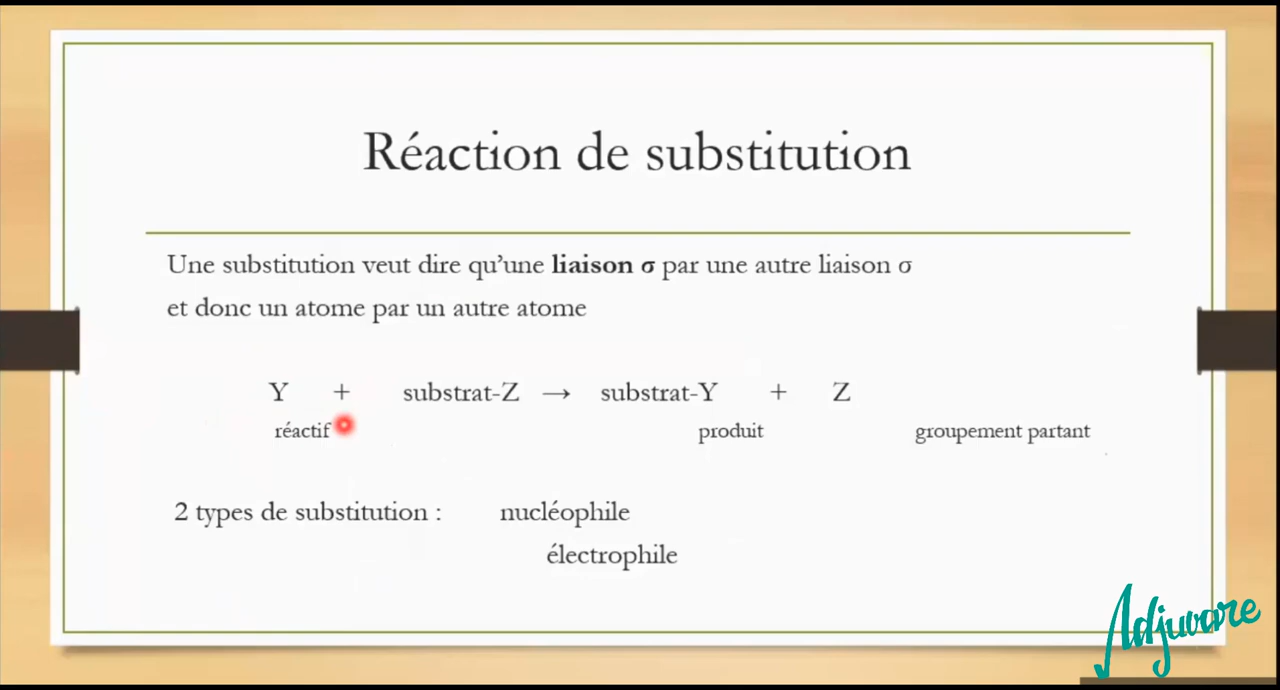 Réaction de substitution
Une substitution veut dire qu’une liaison σ par une autre liaison σ
et donc un atome par un autre atome
Y + substrat-Z → substrat-Y + Z
réactif produit groupement partant
2 types de substitution : nucléophile
électrophile
Adjuvare